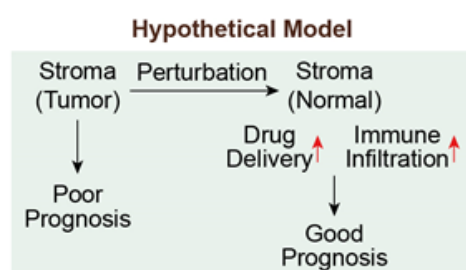 Hypothetical Model
Stroma
(Tumor)
Perturbation
Stroma
(Normal)
Drug
Delivery
Immune
Infiltration
Poor
Prognosis
Good
Prognosis